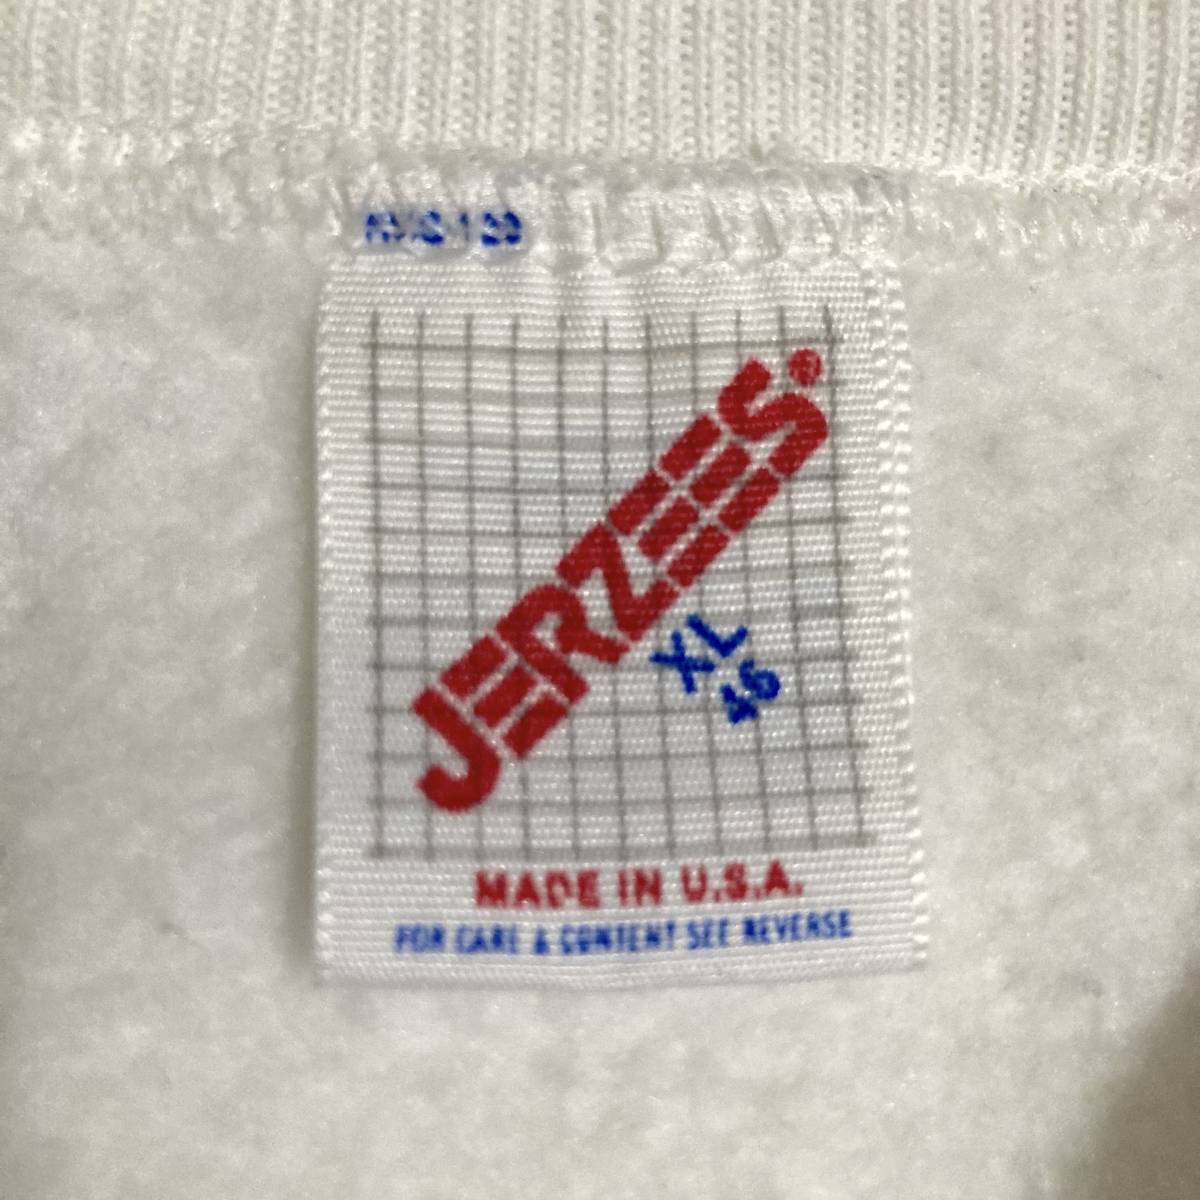 JERZEES®
XL
46
MADE IN U.S.A.
FOR CARE & CONTENT SEE REVERSE